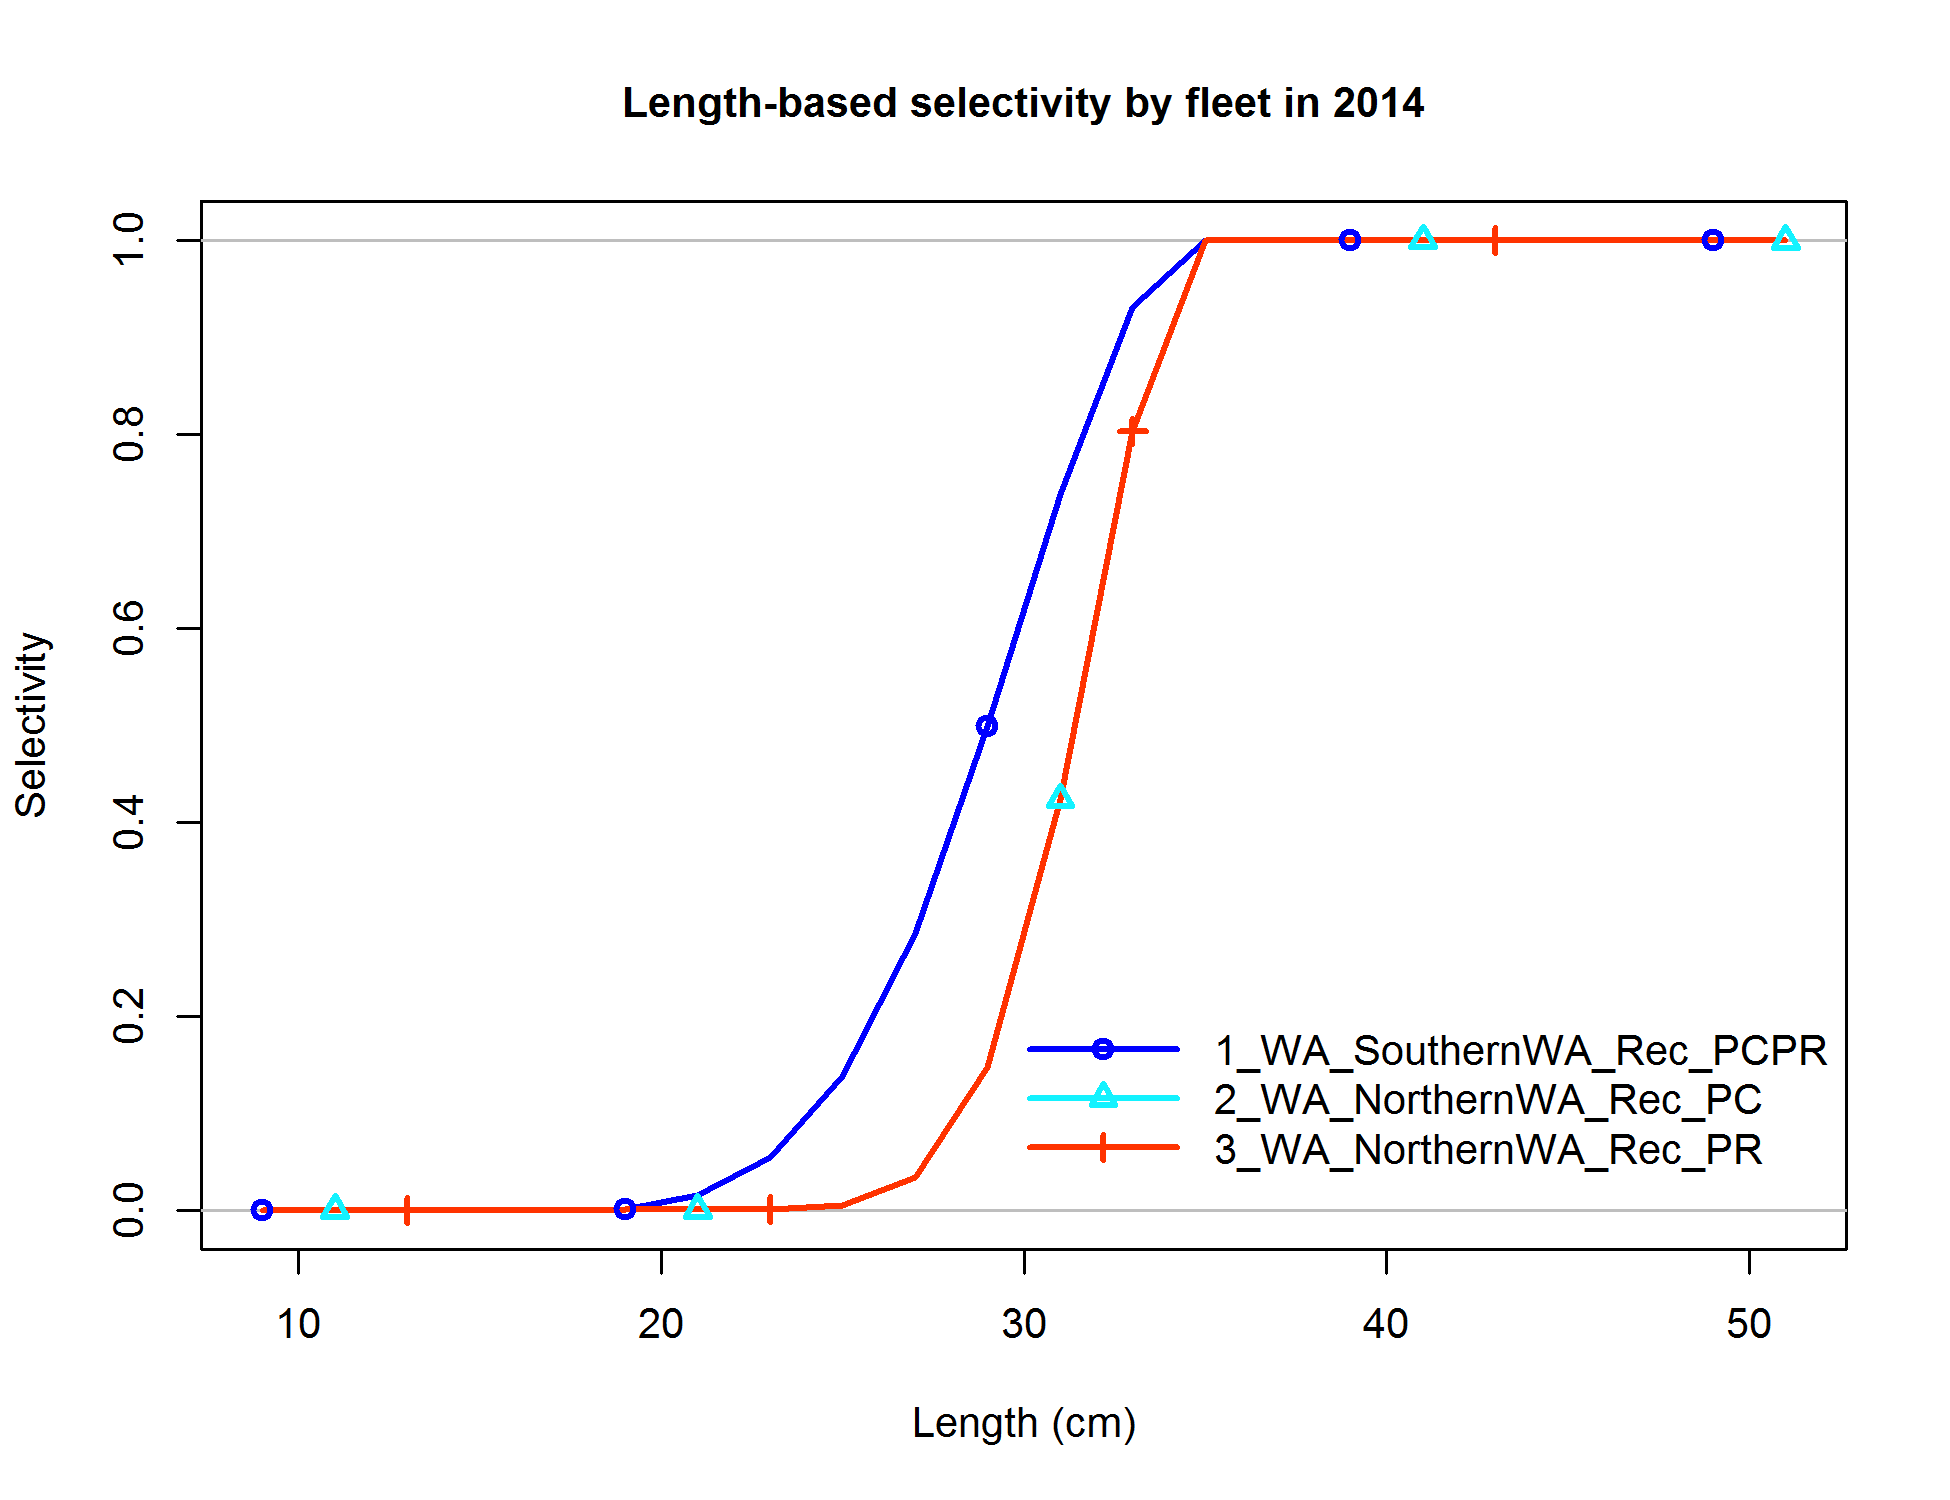 Length-based selectivity by fleet in 2014
1.0
0.8
0.6
0.4
0.2
0.0
Selectivity
1_WA_SouthernWA_Rec_PCPR
2_WA_NorthernWA_Rec_PC
3_WA_NorthernWA_Rec_PR
10 20 30 40 50
Length (cm)